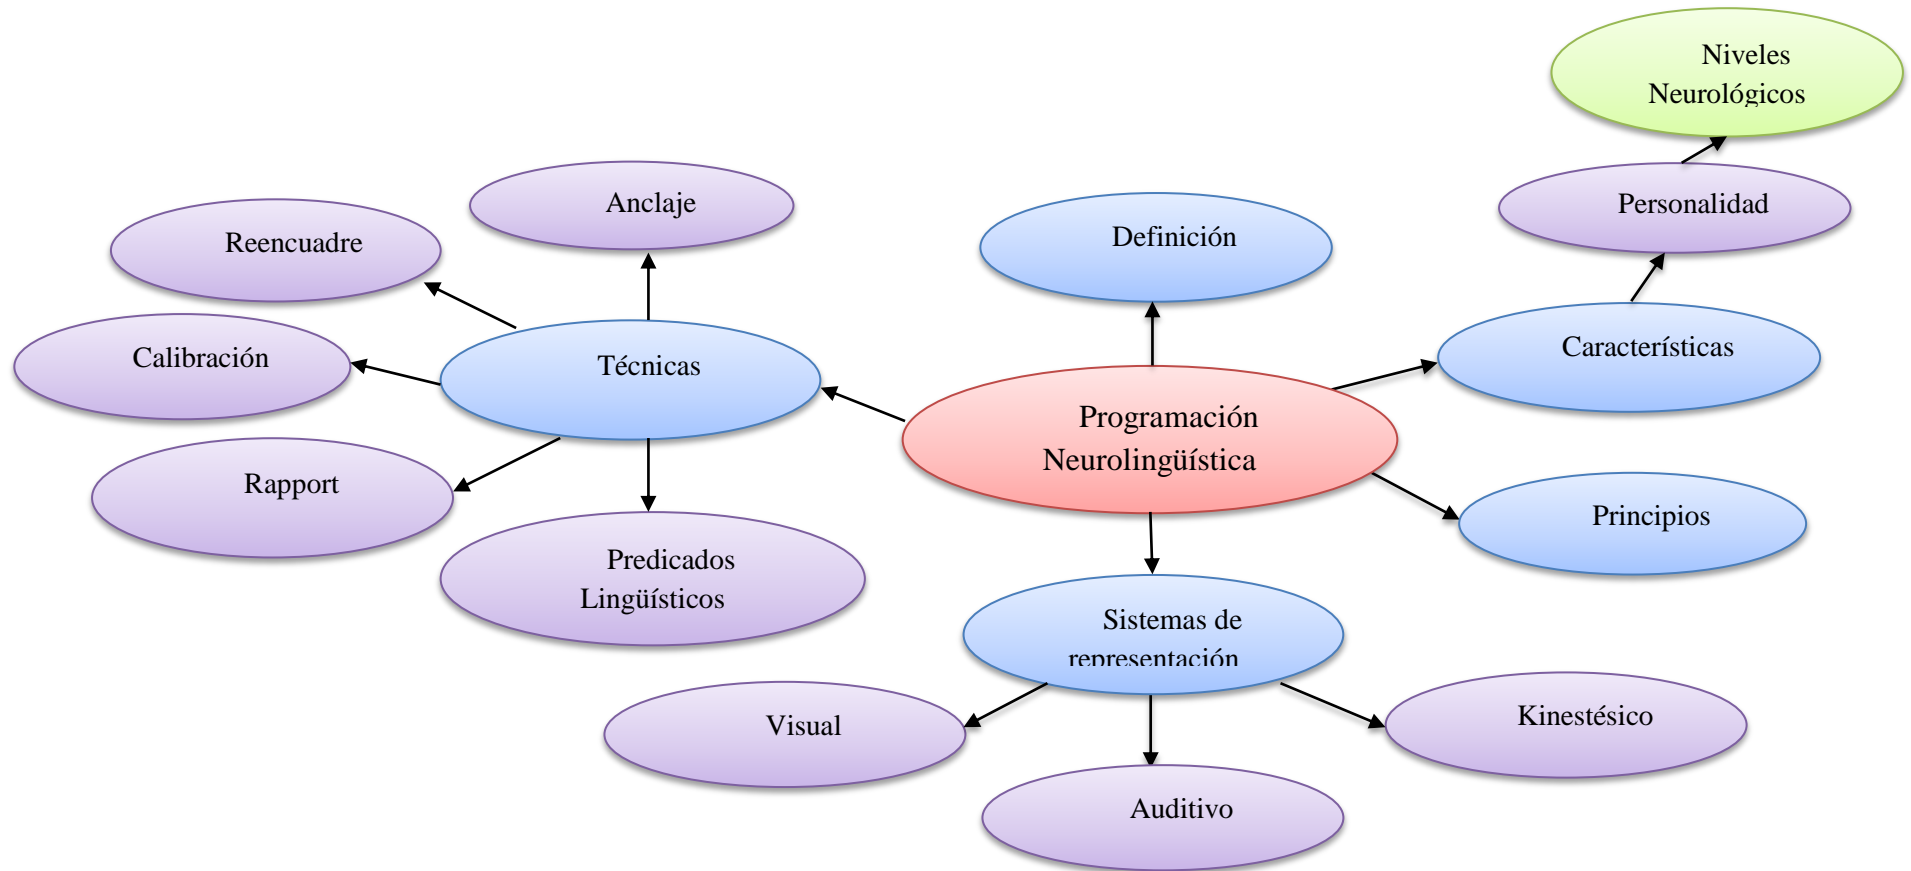 Niveles
Neurológicos
Personalidad
Anclaje
Reencuadre
Definición
Características
Calibración
Técnicas
Programación
Neurolingüística
Rapport
Principios
Predicados
Lingüísticos
Sistemas de
representación
Visual
Kinestésico
Auditivo